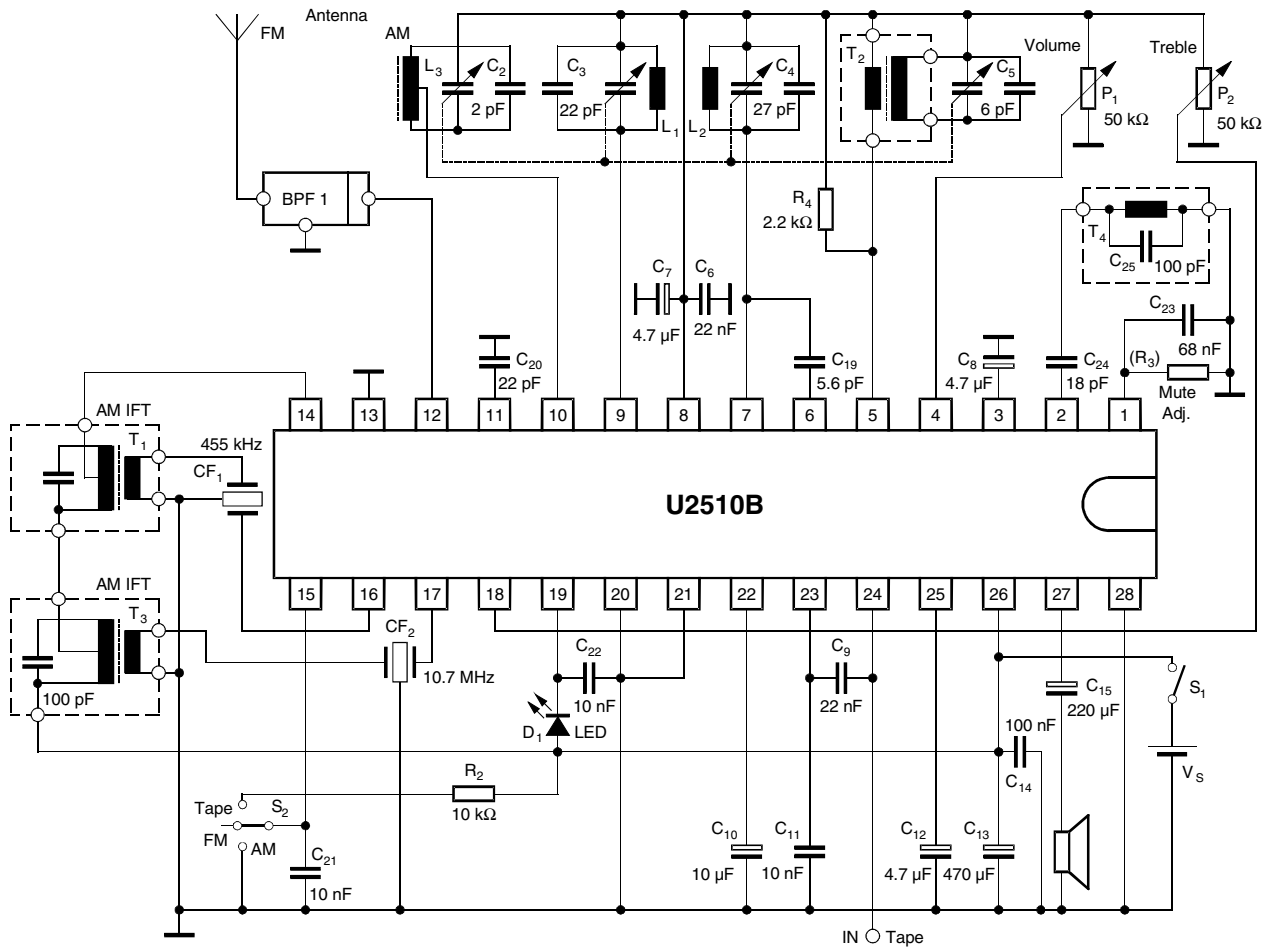 Antenna
FM
AM
Volume
Treble
L3
C2
2 pF
C3
22 pF
L1
L2
C4
27 pF
T2
C5
6 pF
P1
50 kΩ
P2
50 kΩ
BPF 1
R4
2.2 kΩ
T4
C25
100 pF
C7
4.7 µF
C6
22 nF
C23
68 nF
C20
22 pF
C19
5.6 pF
C8
4.7 µF
C24
18 pF
(R3)
Mute
Adj.
14
13
12
11
10
9
8
7
6
5
4
3
2
1
AM IFT
T1
455 kHz
CF1
U2510B
AM IFT
T3
100 pF
15
16
17
18
19
20
21
22
23
24
25
26
27
28
CF2
10.7 MHz
C22
10 nF
C9
22 nF
D1
LED
C15
220 µF
S1
100 nF
C14
VS
R2
10 kΩ
Tape
S2
FM
AM
C21
10 nF
C10
10 µF
C11
10 nF
C12
4.7 µF
C13
470 µF
IN
Tape